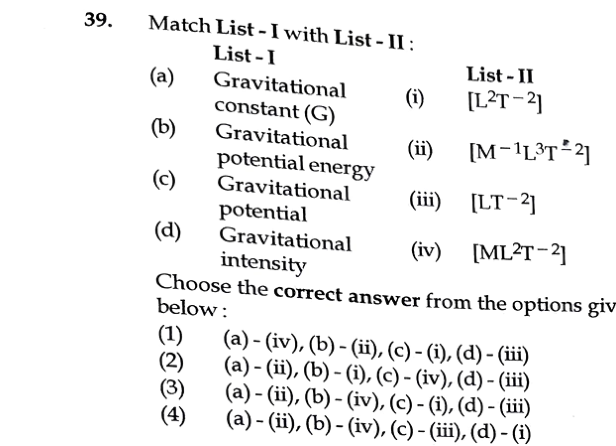 39. Match List - I with List - II :
List - I List - II
(a) Gravitational constant (G) (i) [L²T⁻²]
(b) Gravitational potential energy (ii) [M⁻¹L³T⁻²]
(c) Gravitational potential (iii) [LT⁻²]
(d) Gravitational intensity (iv) [ML²T⁻²]
Choose the correct answer from the options giv
below :
(1) (a) - (iv), (b) - (ii), (c) - (i), (d) - (iii)
(2) (a) - (ii), (b) - (i), (c) - (iv), (d) - (iii)
(3) (a) - (ii), (b) - (iv), (c) - (i), (d) - (iii)
(4) (a) - (ii), (b) - (iv), (c) - (iii), (d) - (i)